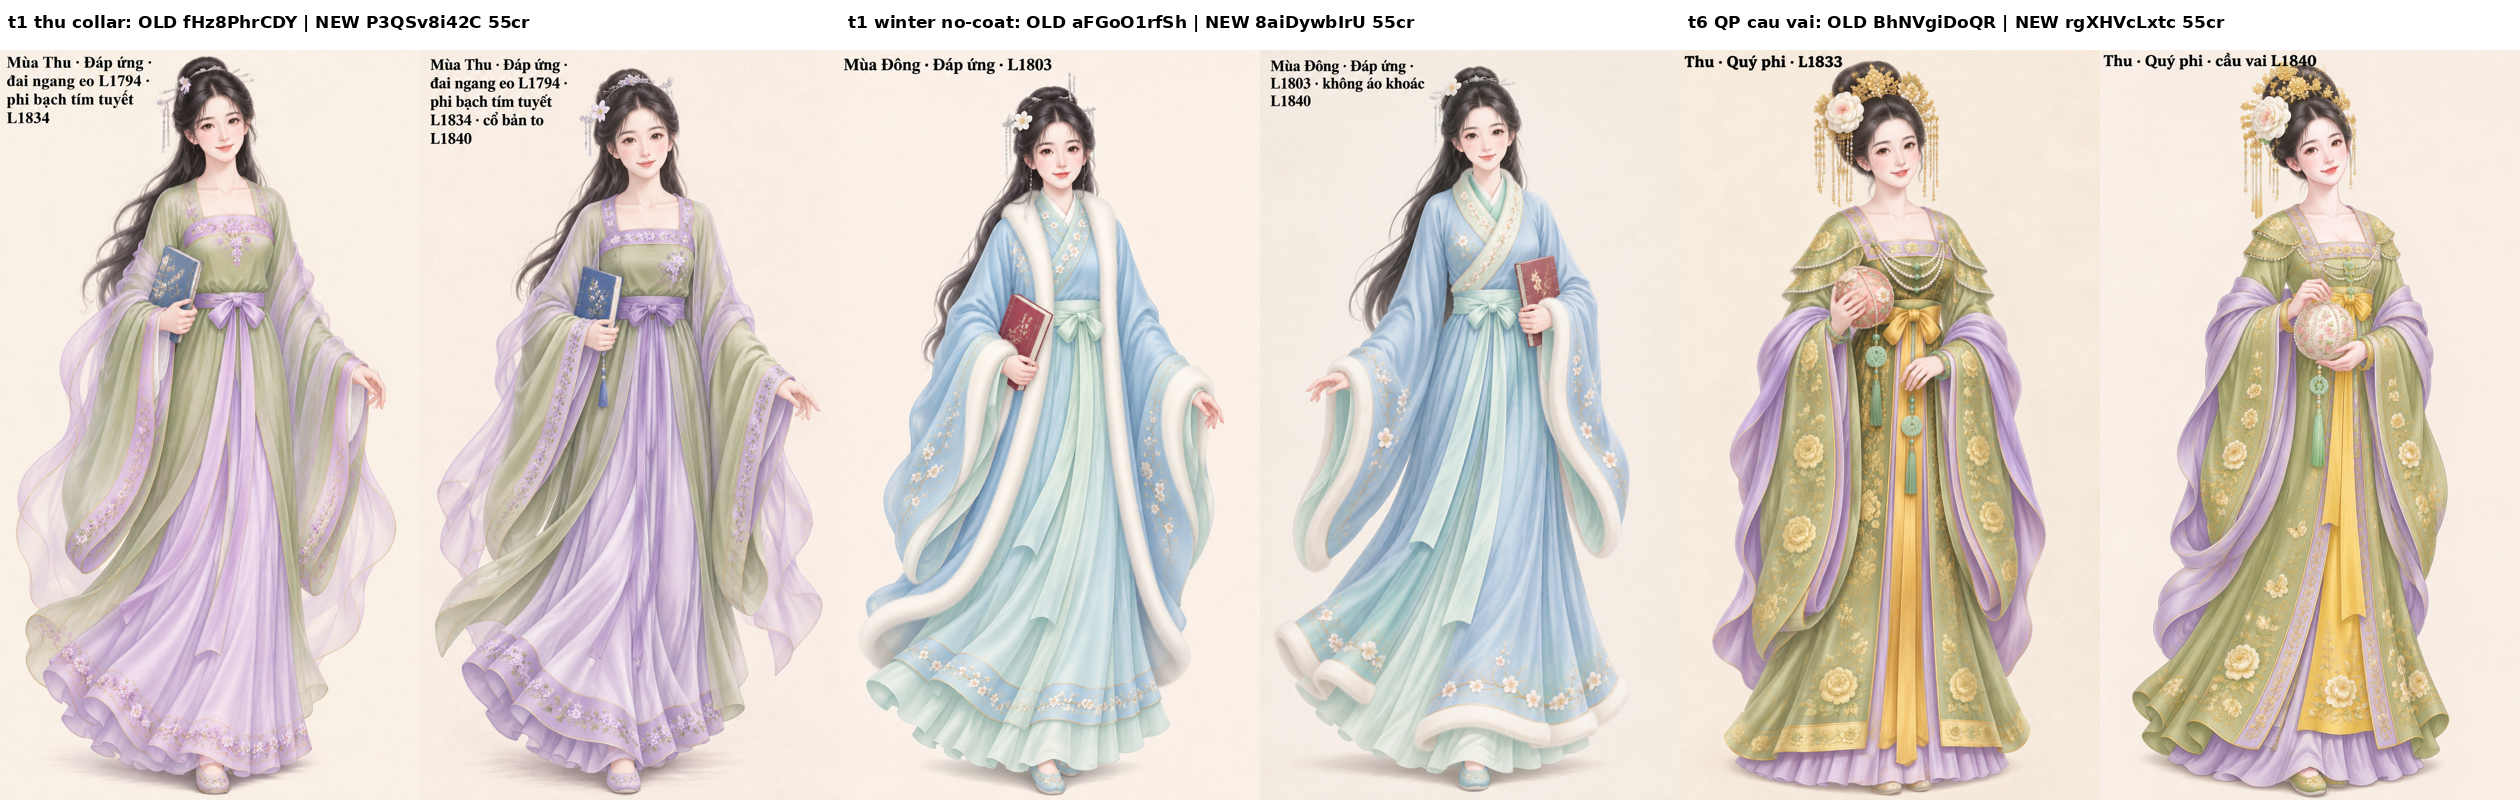 t1 thu collar: OLD fHz8PhrCDY | NEW P3QSv8i42C 55cr
t1 winter no-coat: OLD aFGoO1rfSh | NEW 8aiDywbIrU 55cr
t6 QP cau vai: OLD BhNVgiDoQR | NEW rgXHVcLxtc 55cr
Mùa Thu · Đáp ứng ·
đai ngang eo L1794 ·
phi bạch tím tuyết
L1834
Mùa Thu · Đáp ứng ·
đai ngang eo L1794 ·
phi bạch tím tuyết
L1834 · cổ bản to
L1840
Mùa Đông · Đáp ứng · L1803
Mùa Đông · Đáp ứng ·
L1803 · không áo khoác
L1840
Thu · Quý phi · L1833
Thu · Quý phi · cầu vai L1840